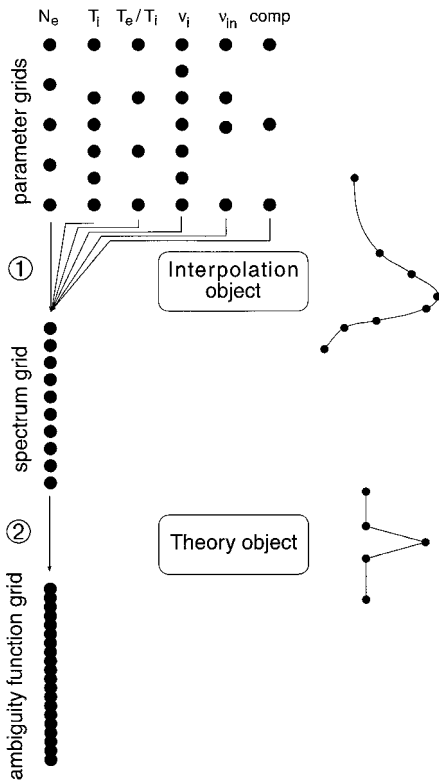 Ne Ti Te/Ti vi νin comp
parameter grids
①
Interpolation
object
spectrum grid
②
Theory object
ambiguity function grid